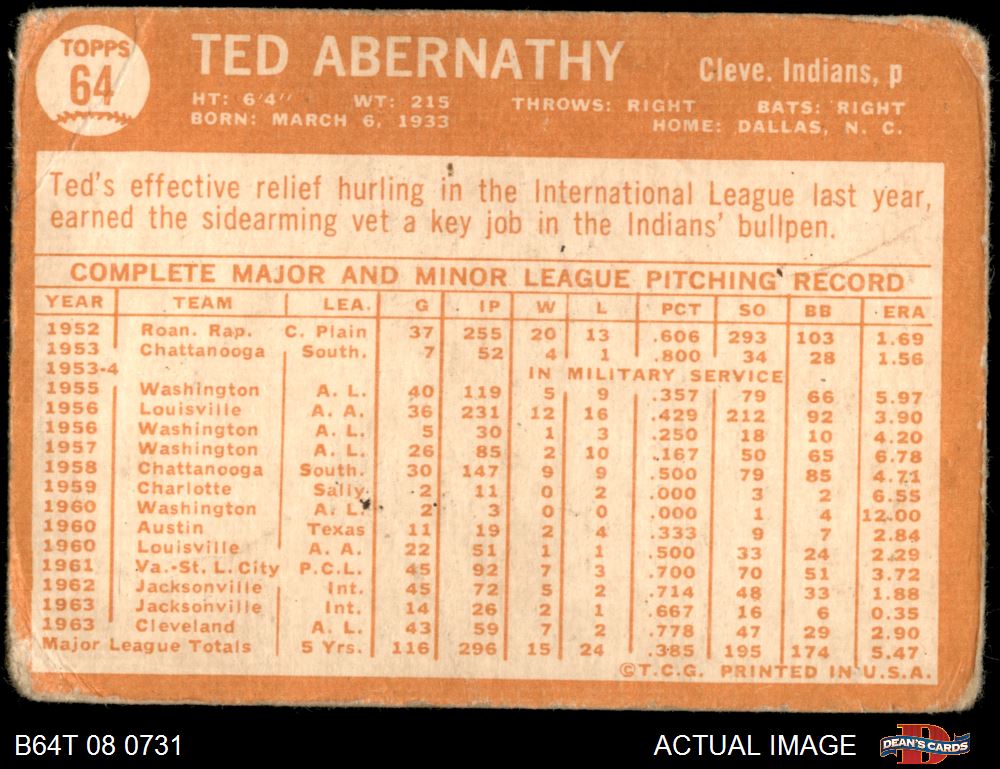 TOPPS
64
TED ABERNATHY
Cleve. Indians, p
HT: 6'4" WT: 215 THROWS: RIGHT BATS: RIGHT
BORN: MARCH 6, 1933 HOME: DALLAS, N. C.
Ted's effective relief hurling in the International League last year,
earned the sidearming vet a key job in the Indians' bullpen.
COMPLETE MAJOR AND MINOR LEAGUE PITCHING RECORD
YEAR TEAM LEA. G IP W L PCT SO BB ERA
1952 Roan. Rap. C. Plain 37 255 20 13 .606 293 103 1.69
1953 Chattanooga South. 7 52 4 1 .800 34 28 1.56
1953-4 IN MILITARY SERVICE
1955 Washington A. L. 40 119 5 9 .357 79 66 5.97
1956 Louisville A. A. 36 231 12 16 .429 212 92 3.90
1956 Washington A. L. 5 30 1 3 .250 18 10 4.20
1957 Washington A. L. 26 85 2 10 .167 50 65 6.78
1958 Chattanooga South. 30 147 9 9 .500 79 85 4.71
1959 Charlotte Sally 2 11 0 2 .000 3 2 6.55
1960 Washington A. L. 2 3 0 0 .000 1 4 12.00
1960 Austin Texas 11 19 2 4 .333 9 7 2.84
1960 Louisville A. A. 22 51 1 1 .500 33 24 2.29
1961 Va.-St. L. City P.C.L. 45 92 7 3 .700 70 51 3.72
1962 Jacksonville Int. 45 72 5 2 .714 48 33 1.88
1963 Jacksonville Int. 14 26 2 1 .667 16 6 0.35
1963 Cleveland A. L. 43 59 7 2 .778 47 29 2.90
Major League Totals 5 Yrs. 116 296 15 24 .385 195 174 5.47
©T.C.G. PRINTED IN U.S.A.
B64T 08 0731
ACTUAL IMAGE
DEAN'S CARDS